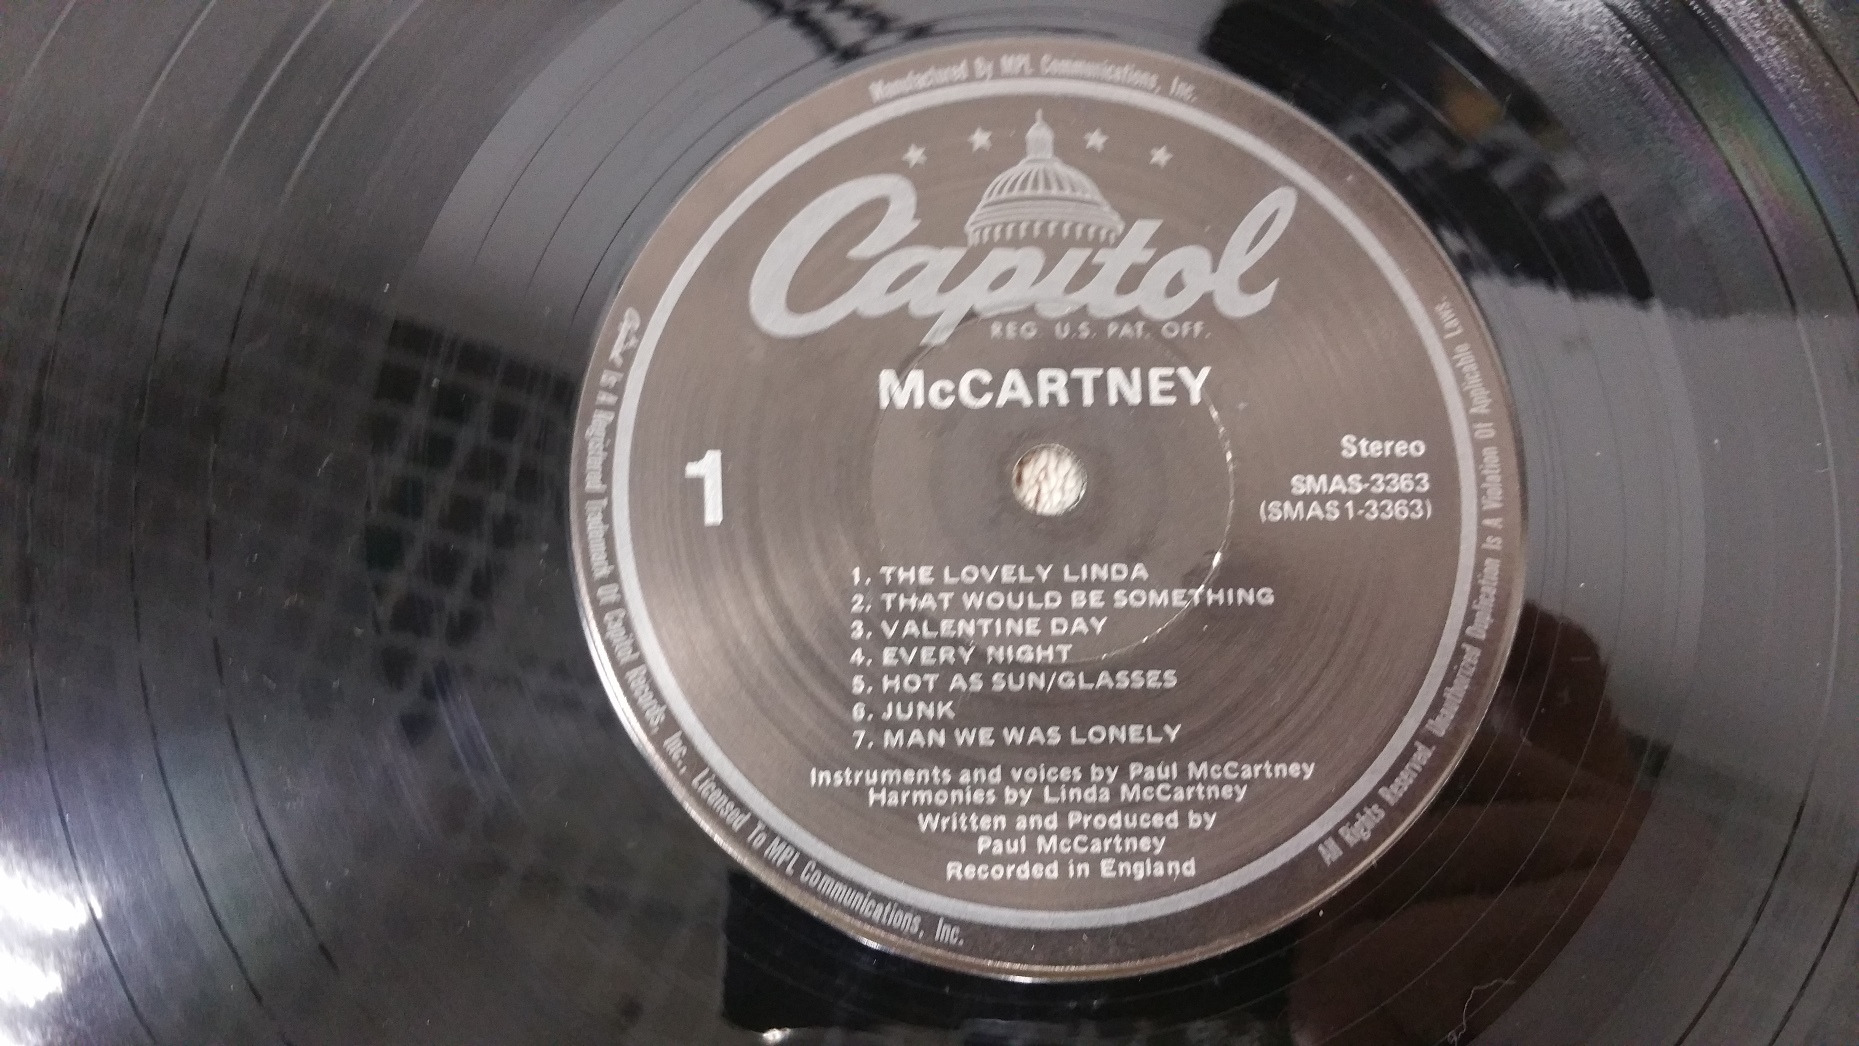 Manufactured By MPL Communications, Inc.
Capitol
REG. U.S. PAT. OFF.
McCARTNEY
1
Stereo
SMAS-3363
(SMAS1-3363)
1. THE LOVELY LINDA
2. THAT WOULD BE SOMETHING
3. VALENTINE DAY
4. EVERY NIGHT
5. HOT AS SUN/GLASSES
6. JUNK
7. MAN WE WAS LONELY
Instruments and voices by Paul McCartney
Harmonies by Linda McCartney
Written and Produced by
Paul McCartney
Recorded in England
Capitol Is A Registered Trademark Of Capitol Records, Inc., Licensed To MPL Communications, Inc.
All Rights Reserved. Unauthorized Duplication Is A Violation Of Applicable Law.